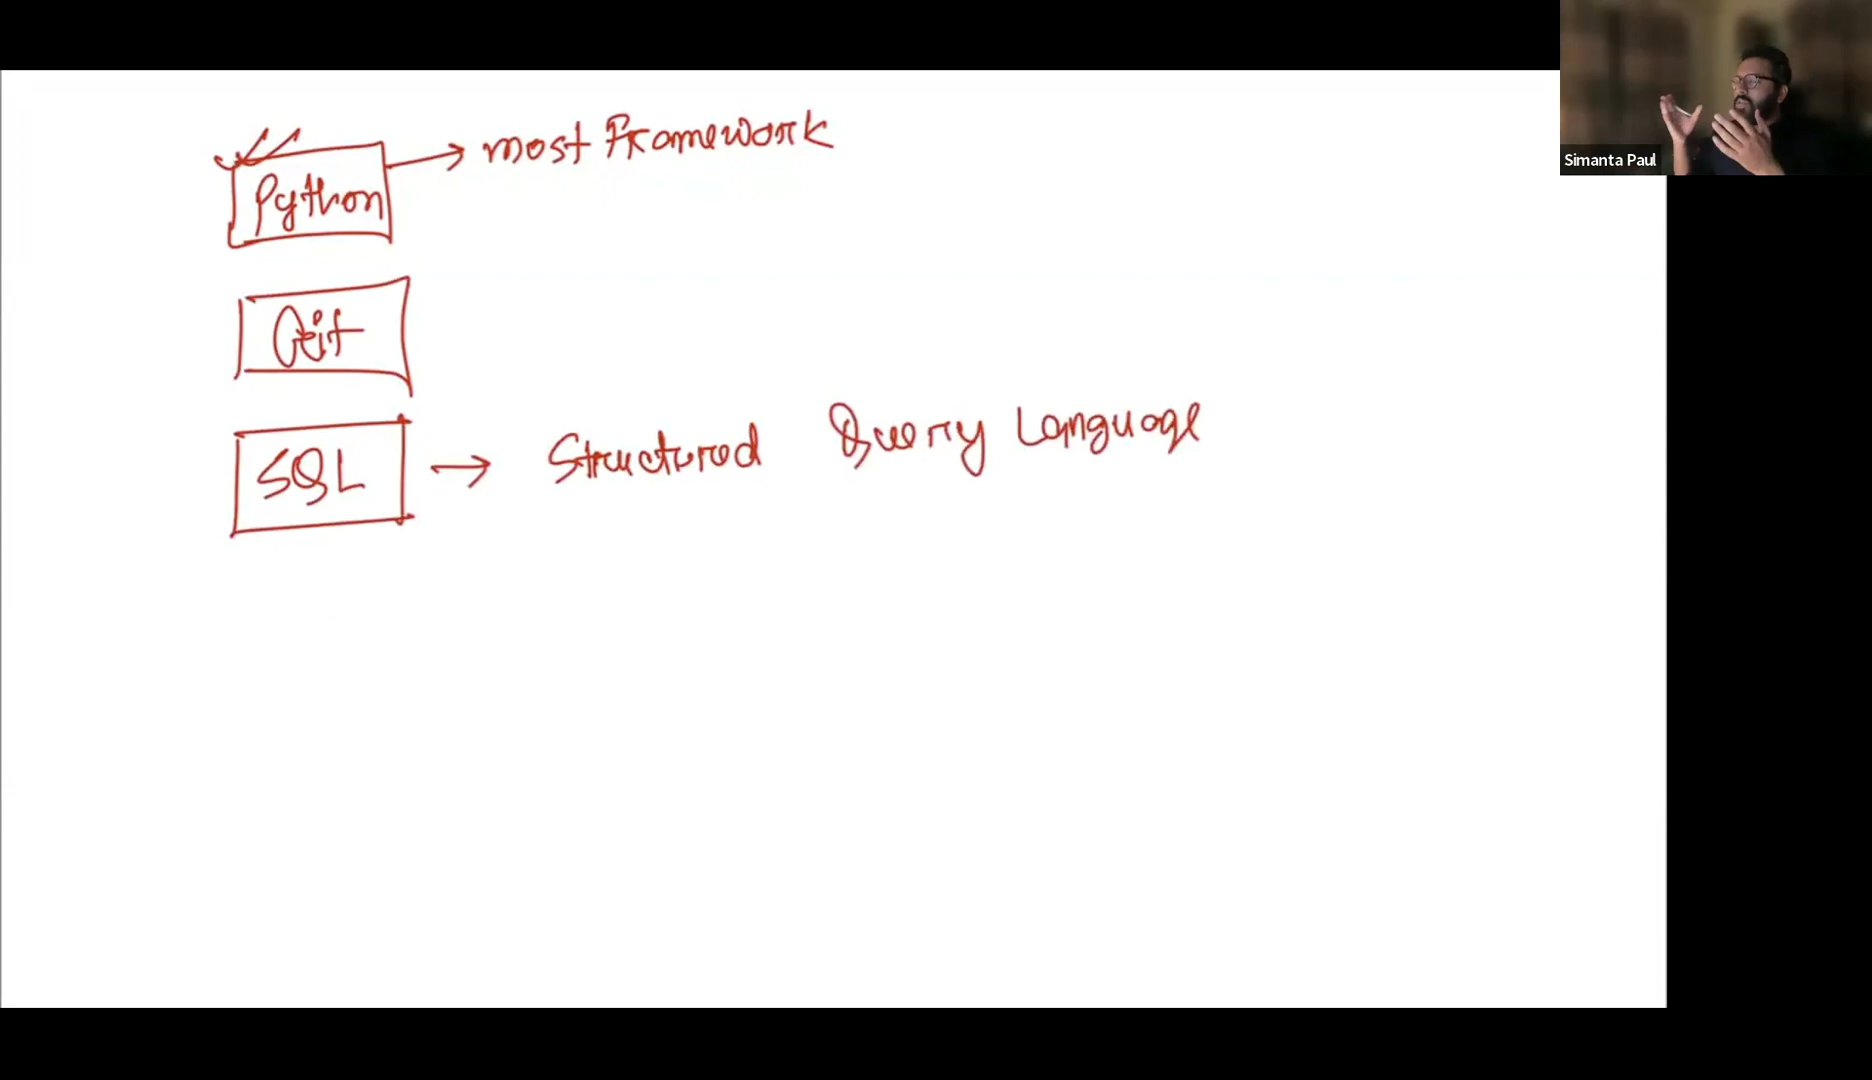 most Framework
Python
Git
SQL → Structured Query Language
Simanta Paul